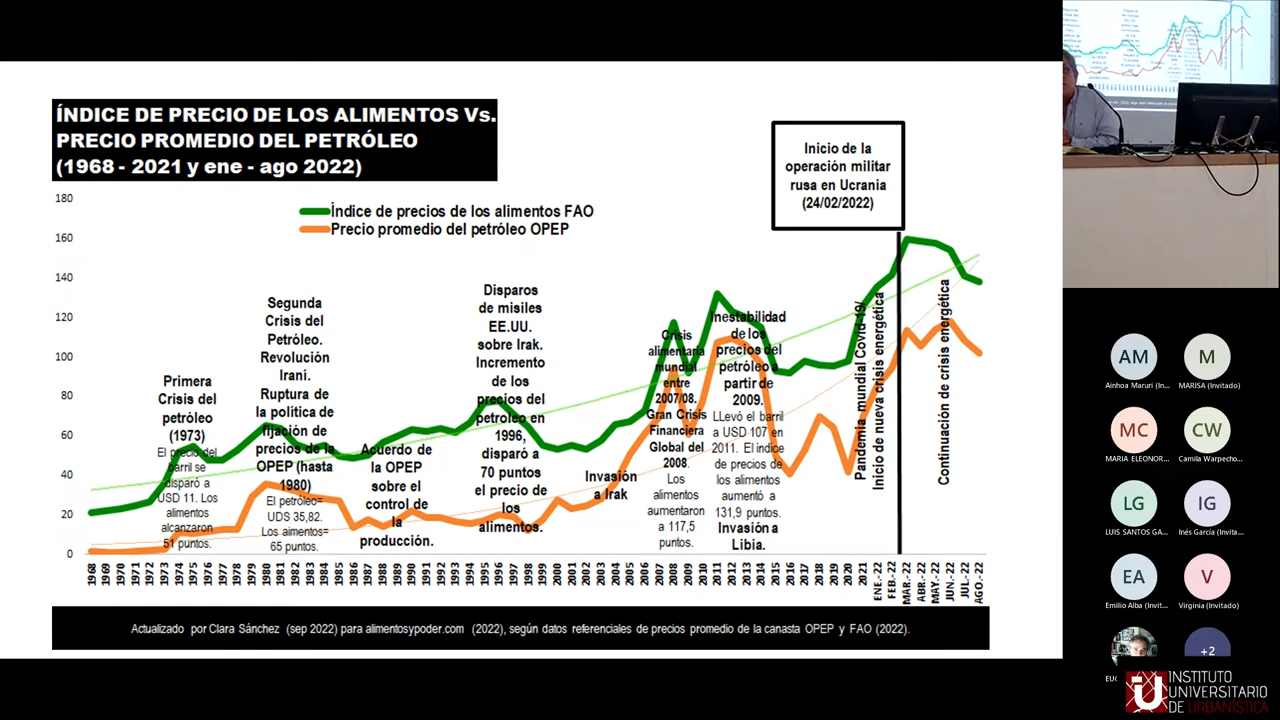 ÍNDICE DE PRECIO DE LOS ALIMENTOS Vs.
PRECIO PROMEDIO DEL PETRÓLEO
(1968 - 2021 y ene - ago 2022)
Índice de precios de los alimentos FAO
Precio promedio del petróleo OPEP
Inicio de la
operación militar
rusa en Ucrania
(24/02/2022)
180
160
140
120
100
80
60
40
20
0
Primera
Crisis del
petróleo
(1973)
El precio del
barril se
disparó a
USD 11. Los
alimentos
alcanzaron
51 puntos.
Segunda
Crisis del
Petróleo.
Revolución
Iraní.
Ruptura de
la politica de
fijación de
precios de la
OPEP (hasta
1980)
El petróleo=
UDS 35,82.
Los aimentos=
65 puntos.
Acuerdo de
la OPEP
sobre el
control de
la
producción.
Disparos
de misiles
EE.UU.
sobre Irak.
Incremento
de los
precios del
petróleo en
1996,
disparó a
70 puntos
el precio de
los
alimentos.
Invasión
a Irak
Crisis
alimentaria
mundial
entre
2007/08.
Gran Crisis
Financiera
Global del
2008.
Los
alimentos
aumentaron
a 117,5
puntos.
Inestabilidad
de los
precios del
petróleo a
partir de
2009.
LLevó el barril
a USD 107 en
2011. El índice
de precios de
los alimentos
aumentó a
131,9 puntos.
Invasión a
Libia.
Pandemia mundial Covid-19/
Inicio de nueva crisis energética
Continuación de crisis energética
1968
1969
1970
1971
1972
1973
1974
1975
1976
1977
1978
1979
1980
1981
1982
1983
1984
1985
1986
1987
1988
1989
1990
1991
1992
1993
1994
1995
1996
1997
1998
1999
2000
2001
2002
2003
2004
2005
2006
2007
2008
2009
2010
2011
2012
2013
2014
2015
2016
2017
2018
2019
2020
2021
ENE.-22
FEB.-22
MAR.-22
ABR.-22
MAY.-22
JUN.-22
JUL.-22
AGO.-22
Actualizado por Clara Sánchez (sep 2022) para alimentosypoder.com (2022), según datos referenciales de precios promedio de la canasta OPEP y FAO (2022).
AM
Ainhoa Maruri (In...
M
MARISA (Invitado)
MC
MARIA ELEONOR...
CW
Camila Warpecho...
LG
LUIS SANTOS GA...
IG
Inés García (Invita...
EA
Emilio Alba (Invit...
V
Virginia (Invitado)
+2
INSTITUTO
UNIVERSITARIO
DE URBANÍSTICA